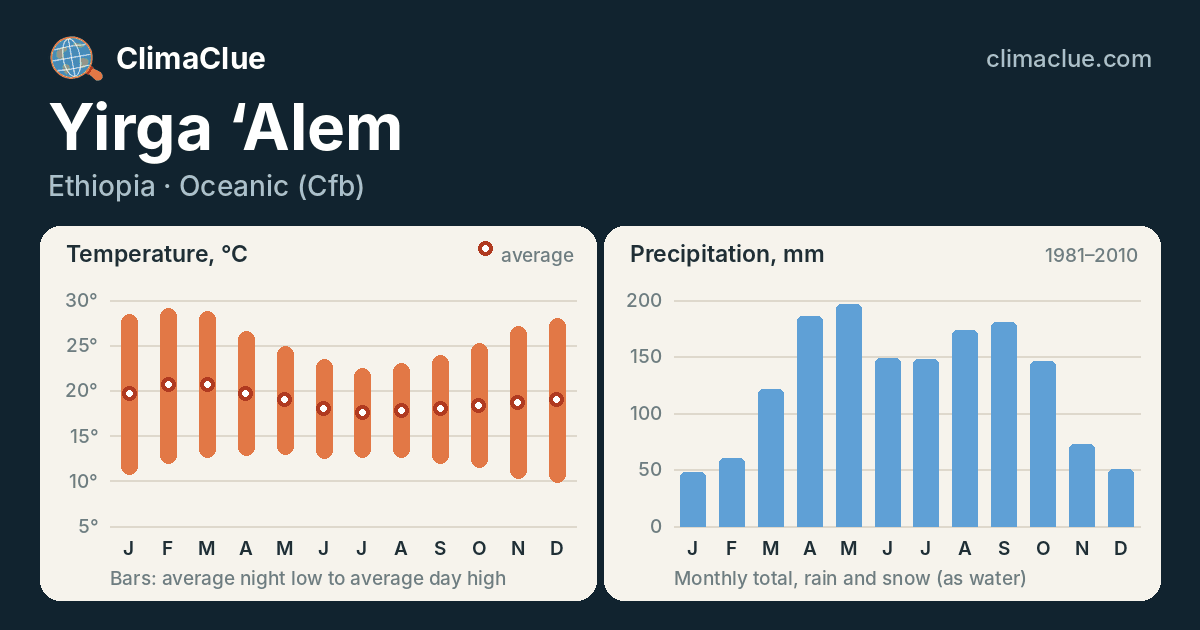 ClimaClue
climaclue.com
Yirga ‘Alem
Ethiopia · Oceanic (Cfb)
Temperature, °C
average
30°
25°
20°
15°
10°
5°
J F M A M J J A S O N D
Bars: average night low to average day high
Precipitation, mm
1981–2010
200
150
100
50
0
J F M A M J J A S O N D
Monthly total, rain and snow (as water)